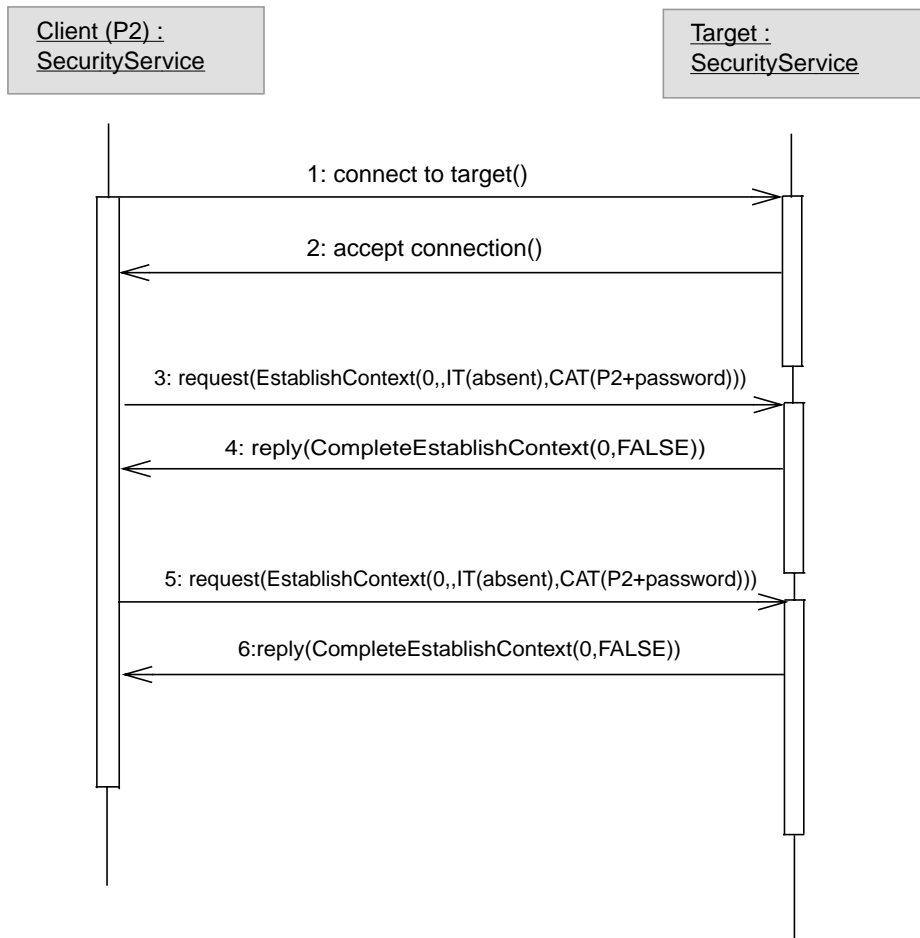 Client (P2) :
SecurityService
Target :
SecurityService
1: connect to target()
2: accept connection()
3: request(EstablishContext(0,,IT(absent),CAT(P2+password)))
4: reply(CompleteEstablishContext(0,FALSE))
5: request(EstablishContext(0,,IT(absent),CAT(P2+password)))
6:reply(CompleteEstablishContext(0,FALSE))